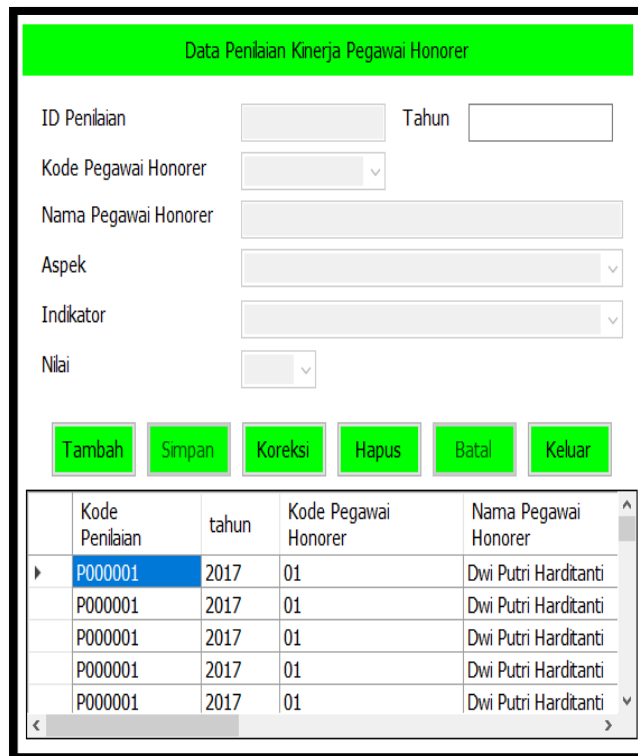 Data Penilaian Kinerja Pegawai Honorer
ID Penilaian Tahun
Kode Pegawai Honorer
Nama Pegawai Honorer
Aspek
Indikator
Nilai
Tambah Simpan Koreksi Hapus Batal Keluar
Kode Penilaian tahun Kode Pegawai Honorer Nama Pegawai Honorer
P000001 2017 01 Dwi Putri Harditanti
P000001 2017 01 Dwi Putri Harditanti
P000001 2017 01 Dwi Putri Harditanti
P000001 2017 01 Dwi Putri Harditanti
P000001 2017 01 Dwi Putri Harditanti